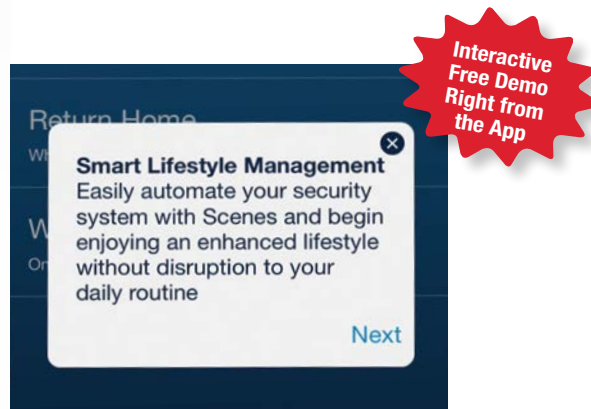 Interactive
Free Demo
Right from
the App
Return Home
Smart Lifestyle Management
Easily automate your security
system with Scenes and begin
enjoying an enhanced lifestyle
without disruption to your
daily routine
Next